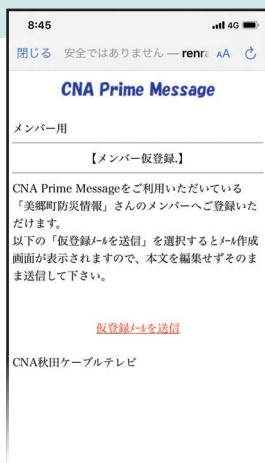 8:45
4G
閉じる 安全ではありません — renra AA
CNA Prime Message
メンバー用
【メンバー仮登録.】
CNA Prime Messageをご利用いただいている
「美郷町防災情報」さんのメンバーへご登録いた
だけます。
以下の「仮登録ﾒｰﾙを送信」を選択するとﾒｰﾙ作成
画面が表示されますので、本文を編集せずそのま
ま送信して下さい。
仮登録ﾒｰﾙを送信
CNA秋田ケーブルテレビ